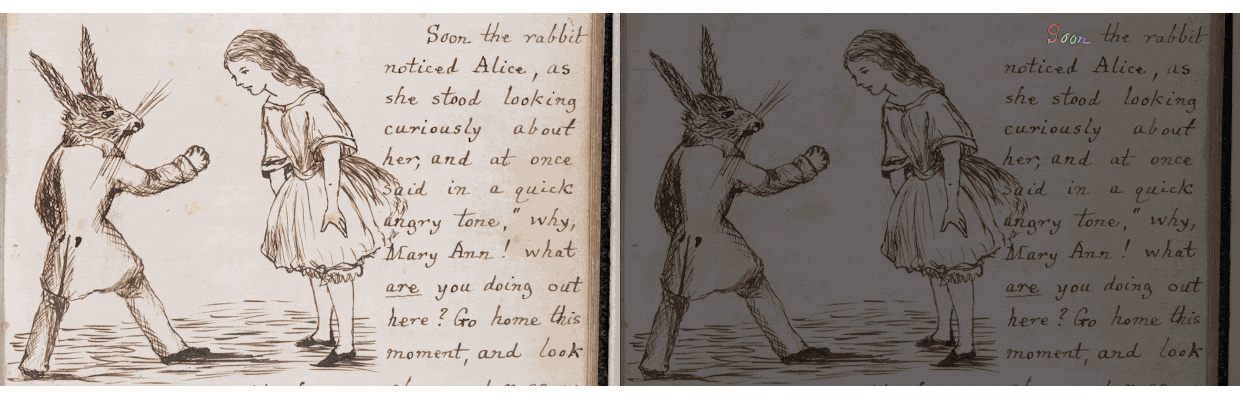 Soon the rabbit
noticed Alice, as
she stood looking
curiously about
her, and at once
said in a quick
angry tone, "why,
Mary Ann! what
are you doing out
here? Go home this
moment, and look
Soon the rabbit
noticed Alice, as
she stood looking
curiously about
her, and at once
said in a quick
angry tone, "why,
Mary Ann! what
are you doing out
here? Go home this
moment, and look